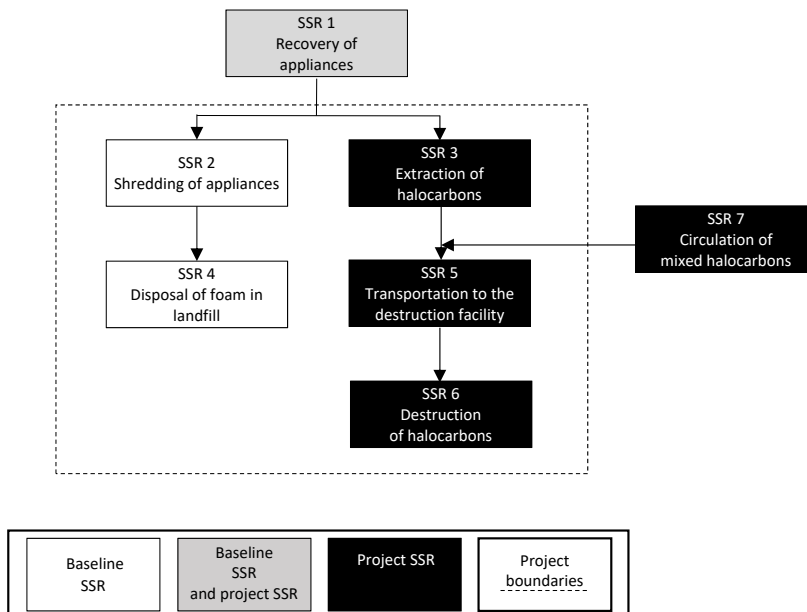 SSR 1
Recovery of
appliances
SSR 2
Shredding of appliances
SSR 3
Extraction of
halocarbons
SSR 7
Circulation of
mixed halocarbons
SSR 4
Disposal of foam in
landfill
SSR 5
Transportation to the
destruction facility
SSR 6
Destruction
of halocarbons
Baseline
SSR
Baseline
SSR
and project SSR
Project SSR
Project
boundaries